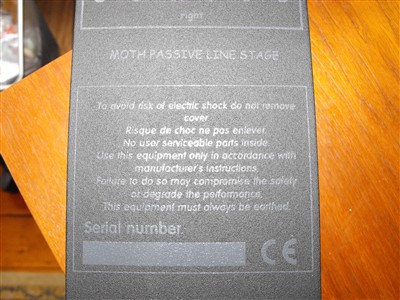 right
MOTH PASSIVE LINE STAGE
To avoid risk of electric shock do not remove
cover
Risque de choc ne pas enlever.
No user serviceable parts inside.
Use this equipment only in accordance with
manufacturer's instructions.
Failure to do so may compromise the safety
or degrade the performance.
This equipment must always be earthed.
Serial number
CE